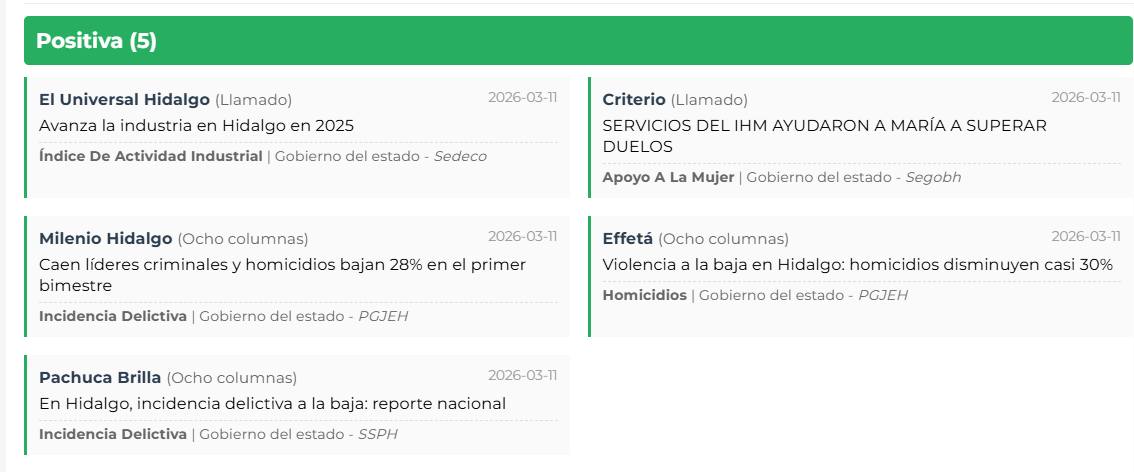 Positiva (5)
El Universal Hidalgo (Llamado) 2026-03-11
Avanza la industria en Hidalgo en 2025
Índice De Actividad Industrial | Gobierno del estado - Sedeco
Criterio (Llamado) 2026-03-11
SERVICIOS DEL IHM AYUDARON A MARÍA A SUPERAR
DUELOS
Apoyo A La Mujer | Gobierno del estado - Segobh
Milenio Hidalgo (Ocho columnas) 2026-03-11
Caen líderes criminales y homicidios bajan 28% en el primer
bimestre
Incidencia Delictiva | Gobierno del estado - PGJEH
Effetá (Ocho columnas) 2026-03-11
Violencia a la baja en Hidalgo: homicidios disminuyen casi 30%
Homicidios | Gobierno del estado - PGJEH
Pachuca Brilla (Ocho columnas) 2026-03-11
En Hidalgo, incidencia delictiva a la baja: reporte nacional
Incidencia Delictiva | Gobierno del estado - SSPH